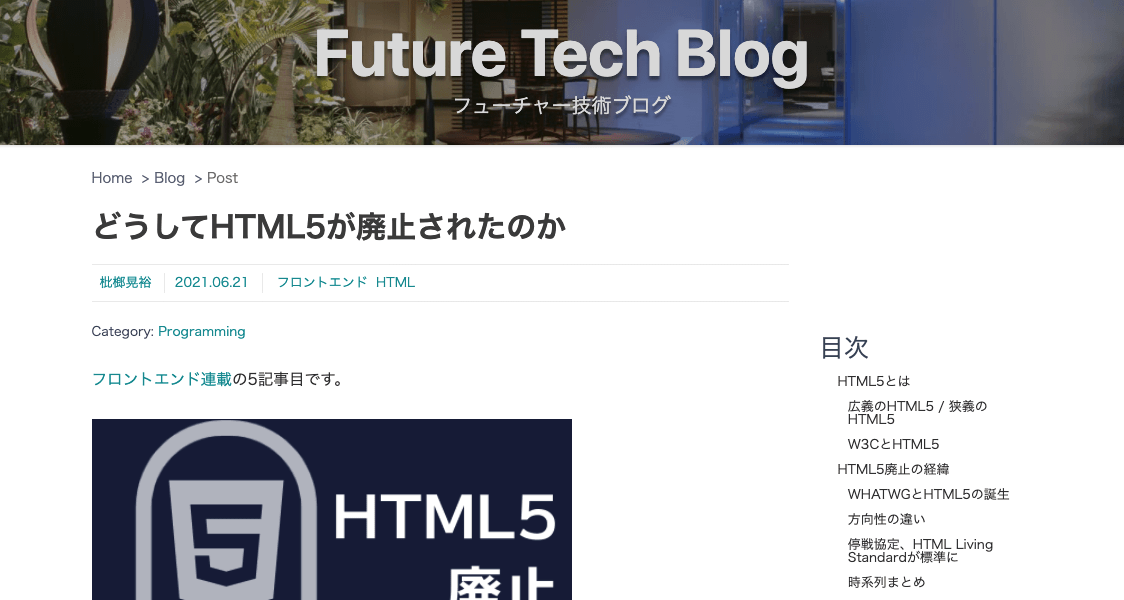 Future Tech Blog
フューチャー技術ブログ
Home > Blog > Post
どうしてHTML5が廃止されたのか
枇榔晃裕 2021.06.21 フロントエンド HTML
Category: Programming
フロントエンド連載の5記事目です。
HTML5
廃止
目次
HTML5とは
広義のHTML5 / 狭義の
HTML5
W3CとHTML5
HTML5廃止の経緯
WHATWGとHTML5の誕生
方向性の違い
停戦協定、HTML Living
Standardが標準に
時系列まとめ